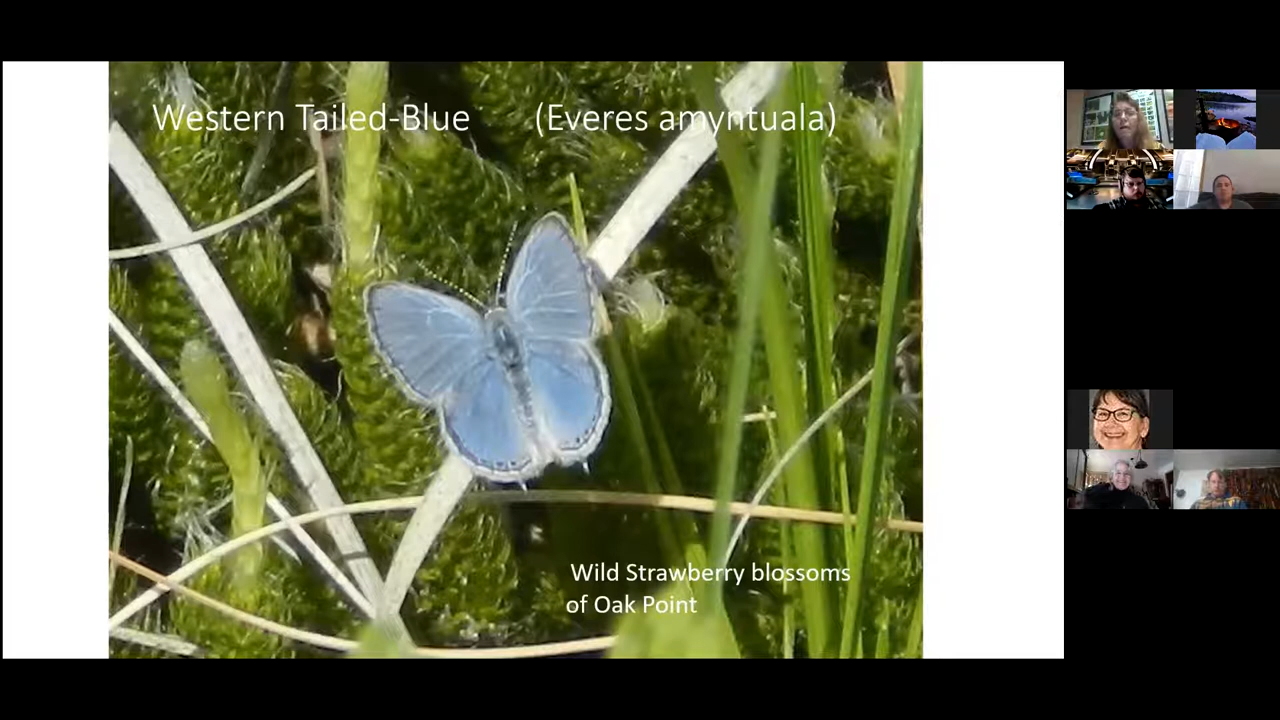 Western Tailed-Blue (Everes amyntuala)
Wild Strawberry blossoms
of Oak Point